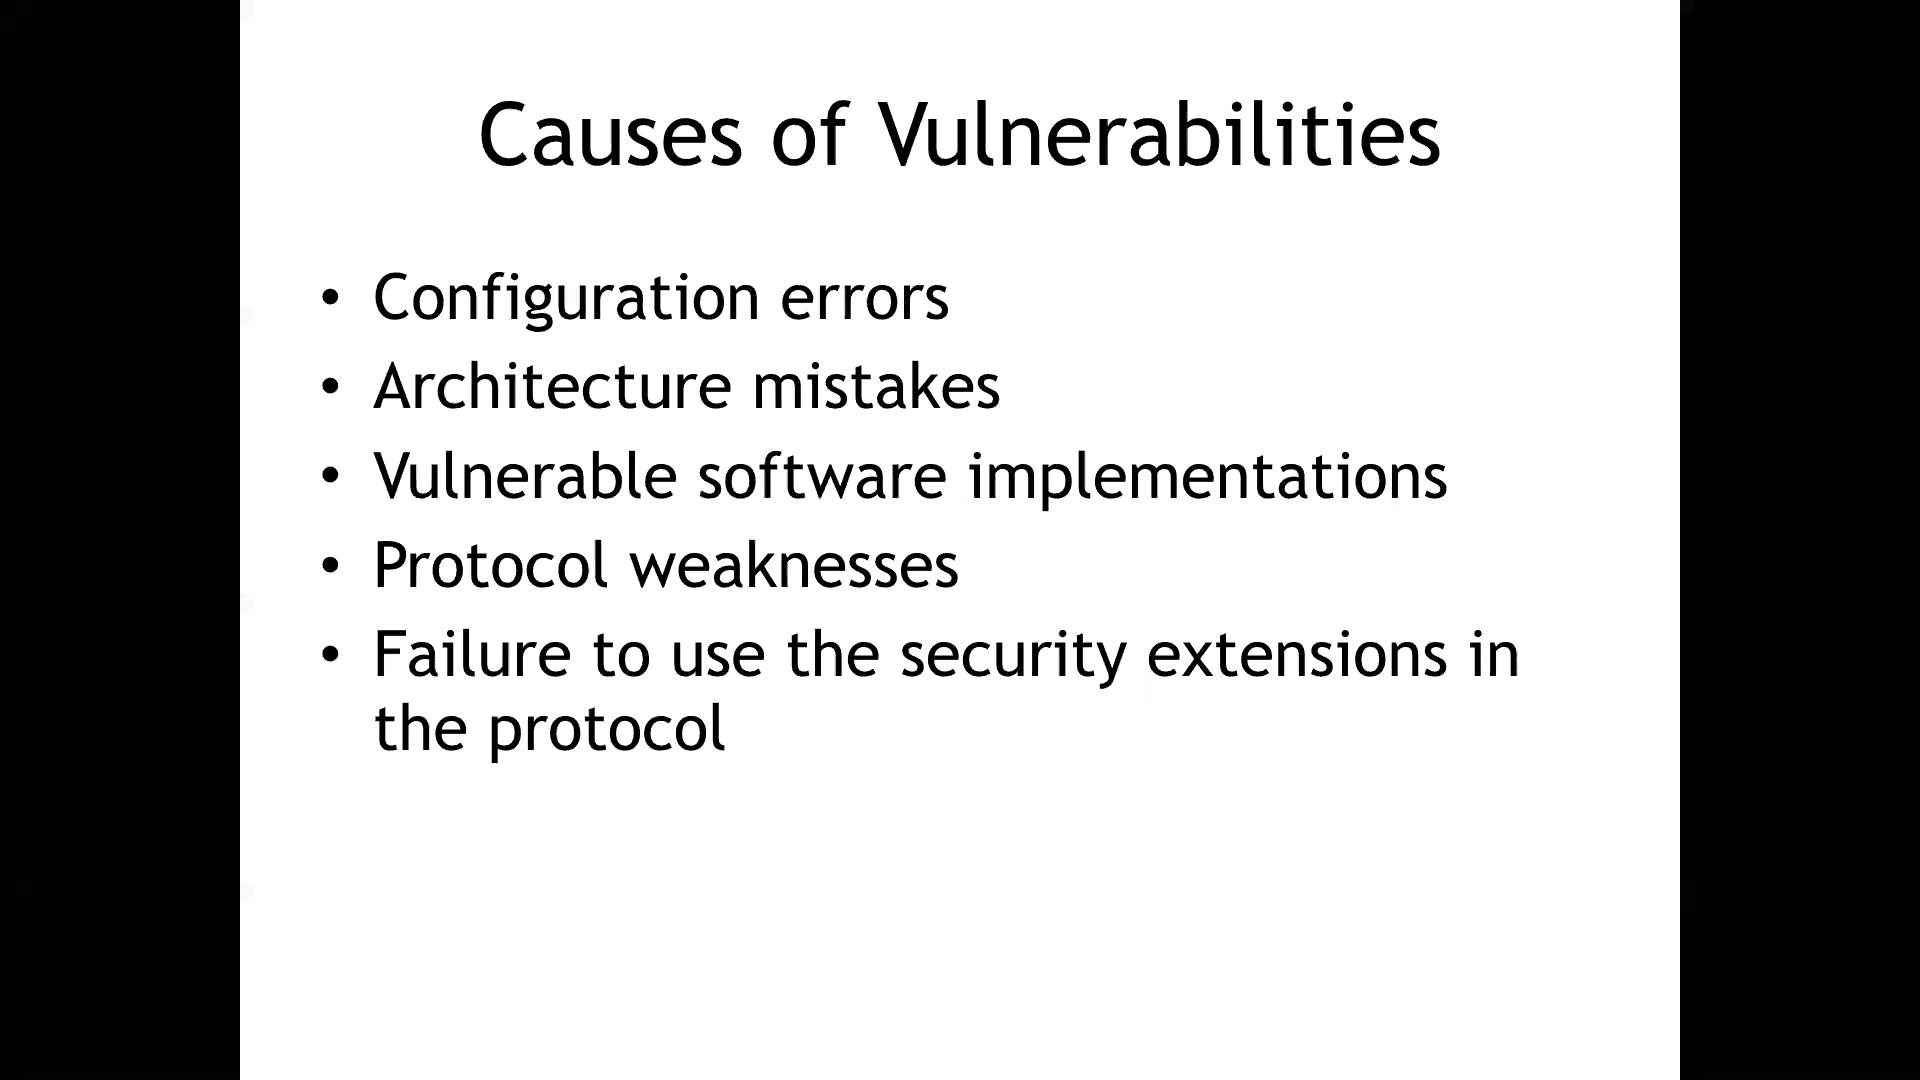 Causes of Vulnerabilities
• Configuration errors
• Architecture mistakes
• Vulnerable software implementations
• Protocol weaknesses
• Failure to use the security extensions in
the protocol